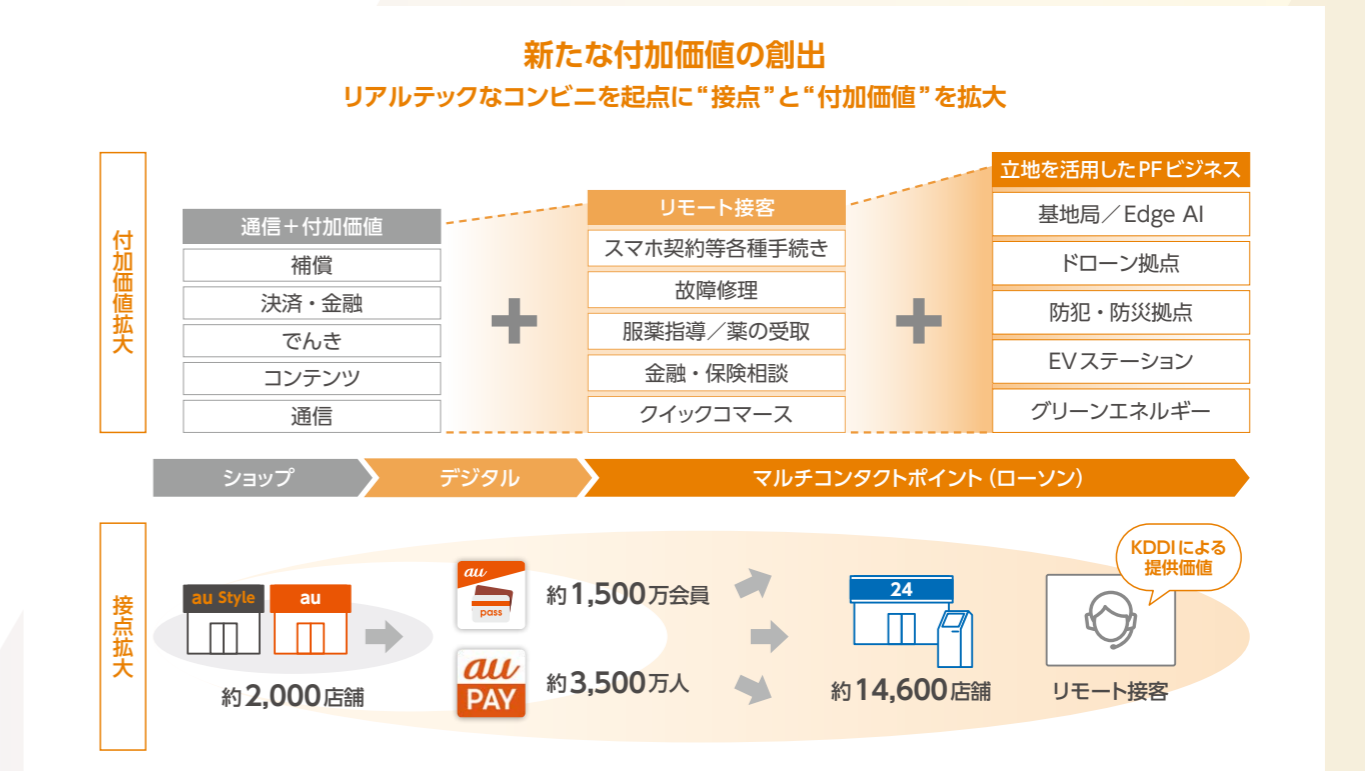 新たな付加価値の創出
リアルテックなコンビニを起点に“接点”と“付加価値”を拡大
付加価値拡大
通信＋付加価値
補償
決済・金融
でんき
コンテンツ
通信
リモート接客
スマホ契約等各種手続き
故障修理
服薬指導／薬の受取
金融・保険相談
クイックコマース
立地を活用したPFビジネス
基地局／Edge AI
ドローン拠点
防犯・防災拠点
EVステーション
グリーンエネルギー
ショップ
デジタル
マルチコンタクトポイント（ローソン）
接点拡大
au Style
au
約2,000店舗
au
pass
約1,500万会員
au
PAY
約3,500万人
24
約14,600店舗
KDDIによる
提供価値
リモート接客